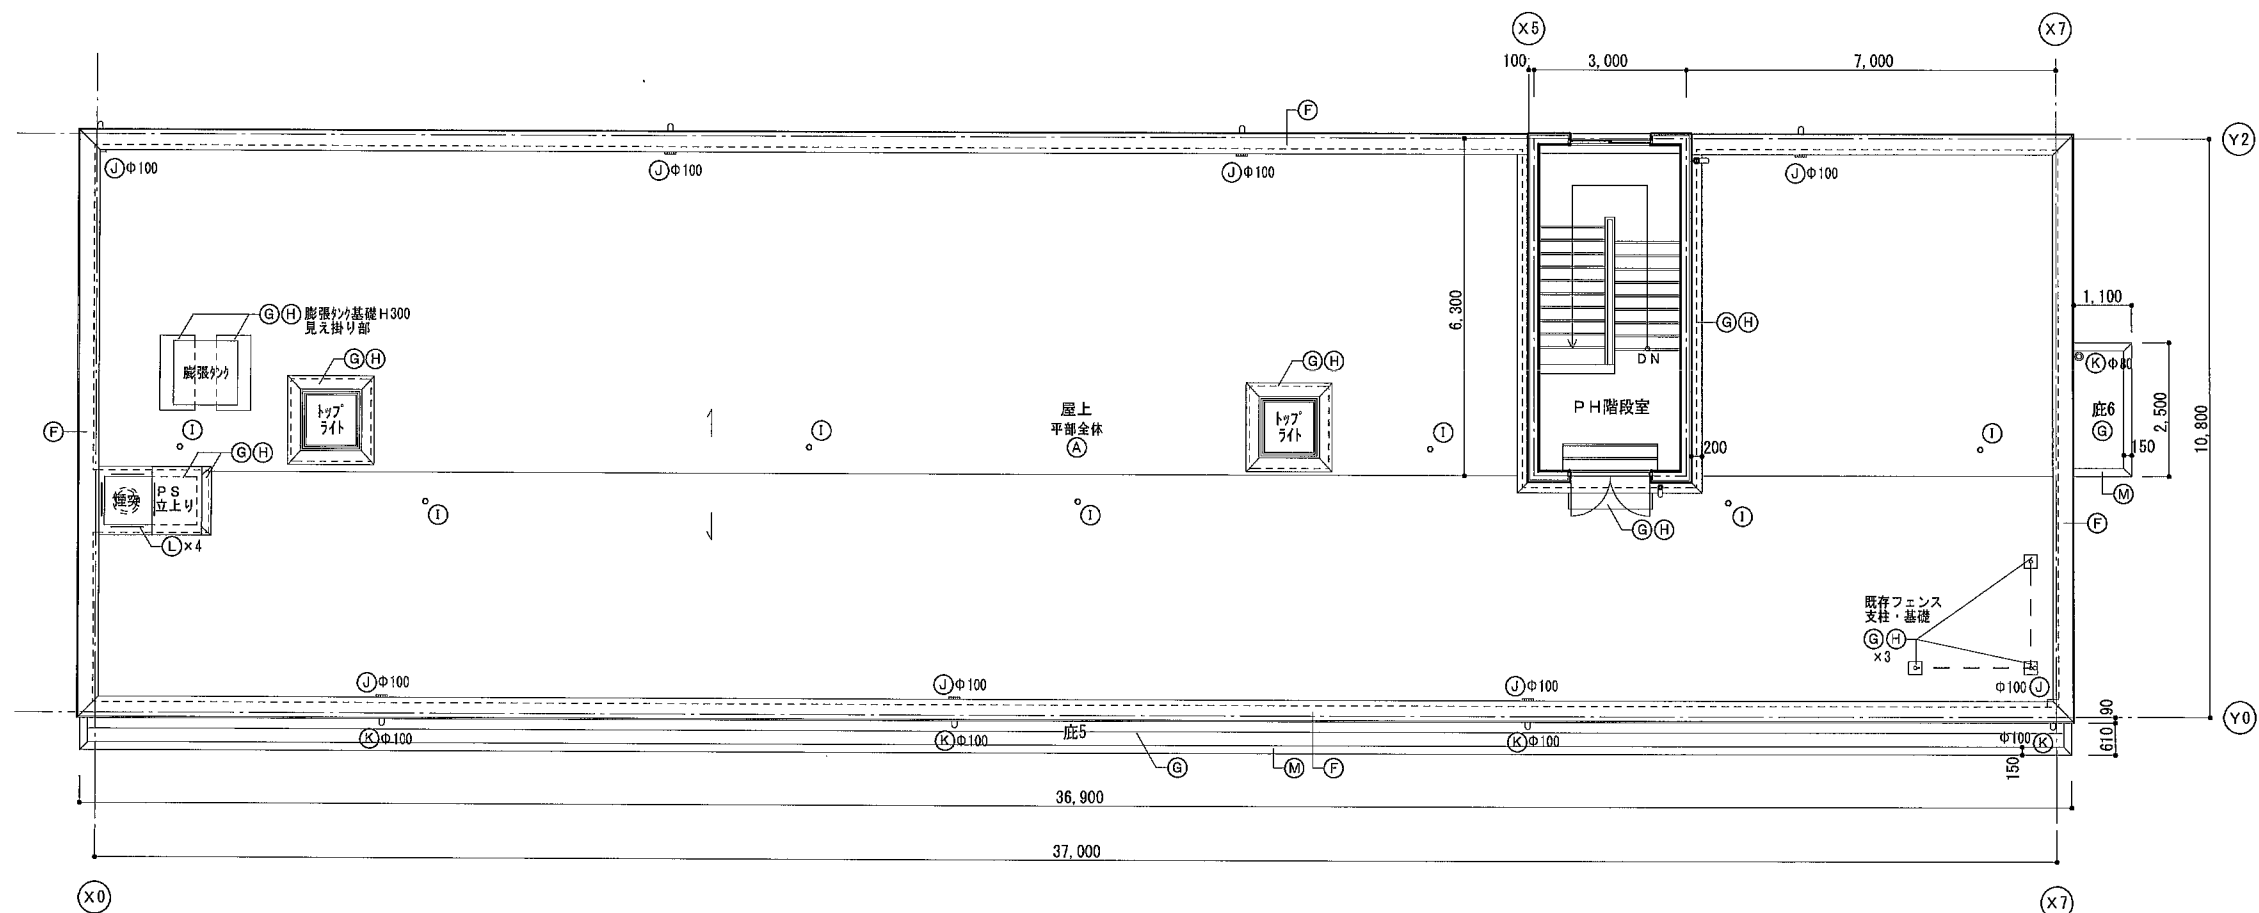 X5
X7
100
3,000
7,000
F
Y2
JΦ100
JΦ100
JΦ100
JΦ100
GH 膨張タンク基礎H300
見え掛り部
膨張タンク
GH
トップ
ライト
6,300
DN
GH
1,100
KΦ80
庇6
G
2,500
150
10,800
GH
トップ
ライト
屋上
平部全体
A
PH階段室
200
F
I
I
I
I
GH
煙突
PS
立上り
L×4
I
I
I
GH
M
F
既存フェンス
支柱・基礎
GH
×3
JΦ100
JΦ100
JΦ100
Φ100J
KΦ100
KΦ100
庇5
KΦ100
Φ100K
G
M
F
90
610
150
Y0
36,900
37,000
X0
X7